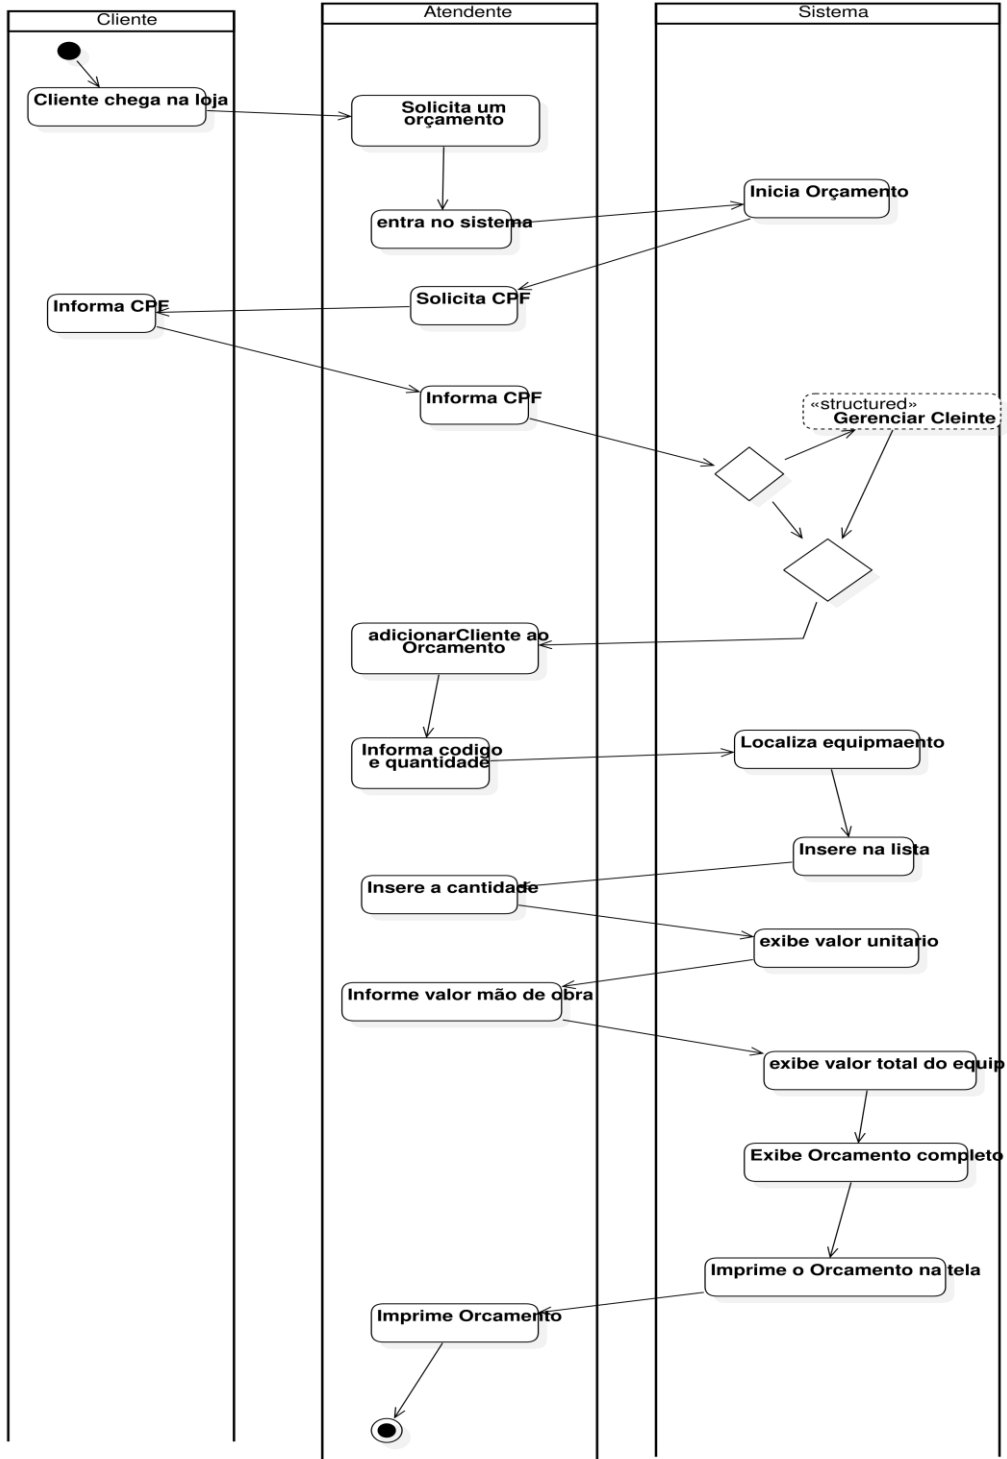 Cliente
Atendente
Sistema
Cliente chega na loja
Solicita um
orçamento
Inicia Orçamento
entra no sistema
Solicita CPF
Informa CPF
Informa CPF
«structured»
Gerenciar Cleinte
adicionarCliente ao
Orcamento
Informa codigo
e quantidade
Localiza equipmaento
Insere na lista
Insere a cantidade
exibe valor unitario
Informe valor mão de obra
exibe valor total do equip
Exibe Orcamento completo
Imprime o Orcamento na tela
Imprime Orcamento